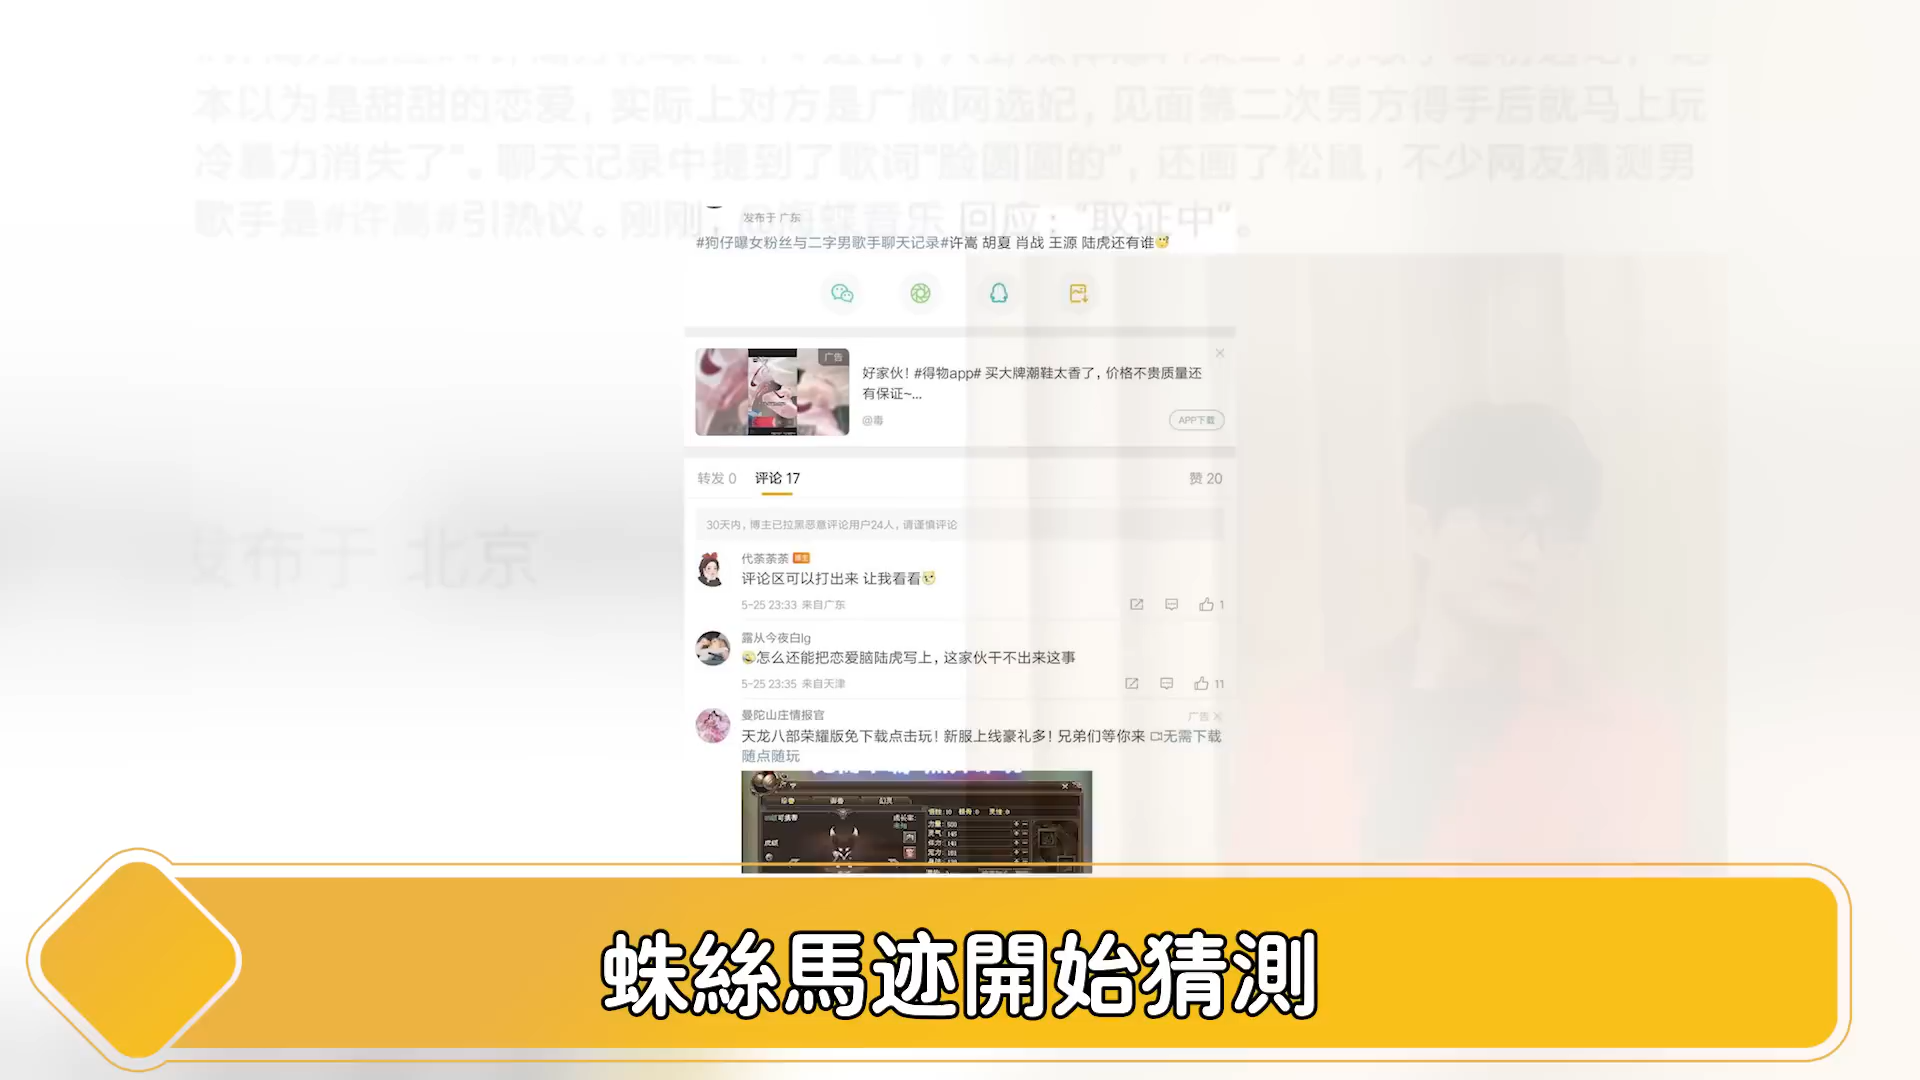 本以为是甜甜的恋爱，实际上对方是广撒网选妃，见面第二次男方得手后就马上玩
冷暴力消失了”。聊天记录中提到了歌词“脸圆圆的”，还画了松鼠，不少网友猜测男
歌手是#许嵩#引热议。刚刚，@海蝶音乐 回应：“取证中”。
发布于 广东
#狗仔曝女粉丝与二字男歌手聊天记录#许嵩 胡夏 肖战 王源 陆虎还有谁
广告
好家伙！#得物app# 买大牌潮鞋太香了，价格不贵质量还
有保证~...
@毒
APP下载
转发 0 评论 17 赞 20
30天内，博主已拉黑恶意评论用户24人，请谨慎评论
发布于 北京
代荼荼荼
评论区可以打出来 让我看看
5-25 23:33 来自广东
1
露从今夜白lg
怎么还能把恋爱脑陆虎写上，这家伙干不出来这事
5-25 23:35 来自天津
11
曼陀山庄情报官
广告
天龙八部荣耀版免下载点击玩！新服上线豪礼多！兄弟们等你来 无需下载
随点随玩
蛛絲馬迹開始猜測